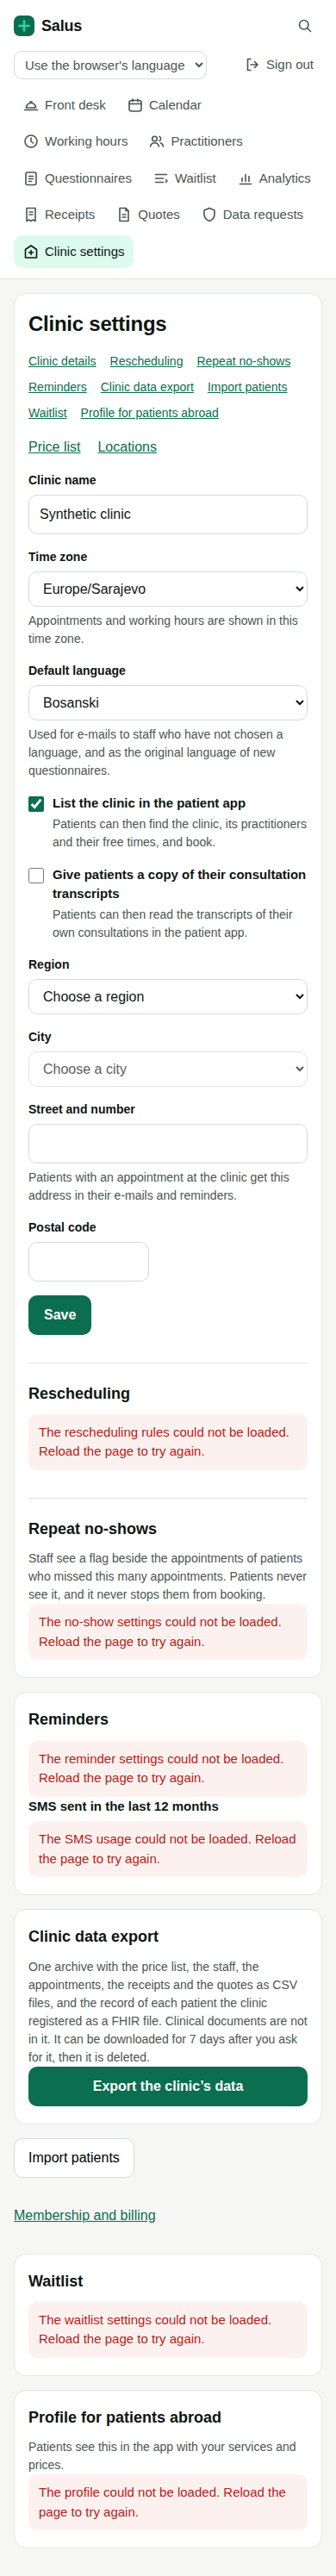 Salus
Use the browser's language
Sign out
Front desk
Calendar
Working hours
Practitioners
Questionnaires
Waitlist
Analytics
Receipts
Quotes
Data requests
Clinic settings
Clinic settings
Clinic details Rescheduling Repeat no-shows
Reminders Clinic data export Import patients
Waitlist Profile for patients abroad
Price list Locations
Clinic name
Synthetic clinic
Time zone
Europe/Sarajevo
Appointments and working hours are shown in this
time zone.
Default language
Bosanski
Used for e-mails to staff who have not chosen a
language, and as the original language of new
questionnaires.
List the clinic in the patient app
Patients can then find the clinic, its practitioners
and their free times, and book.
Give patients a copy of their consultation
transcripts
Patients can then read the transcripts of their
own consultations in the patient app.
Region
Choose a region
City
Choose a city
Street and number
Patients with an appointment at the clinic get this
address in their e-mails and reminders.
Postal code
Save
Rescheduling
The rescheduling rules could not be loaded.
Reload the page to try again.
Repeat no-shows
Staff see a flag beside the appointments of patients
who missed this many appointments. Patients never
see it, and it never stops them from booking.
The no-show settings could not be loaded.
Reload the page to try again.
Reminders
The reminder settings could not be loaded.
Reload the page to try again.
SMS sent in the last 12 months
The SMS usage could not be loaded. Reload
the page to try again.
Clinic data export
One archive with the price list, the staff, the
appointments, the receipts and the quotes as CSV
files, and the record of each patient the clinic
registered as a FHIR file. Clinical documents are not
in it. It can be downloaded for 7 days after you ask
for it, then it is deleted.
Export the clinic’s data
Import patients
Membership and billing
Waitlist
The waitlist settings could not be loaded.
Reload the page to try again.
Profile for patients abroad
Patients see this in the app with your services and
prices.
The profile could not be loaded. Reload the
page to try again.